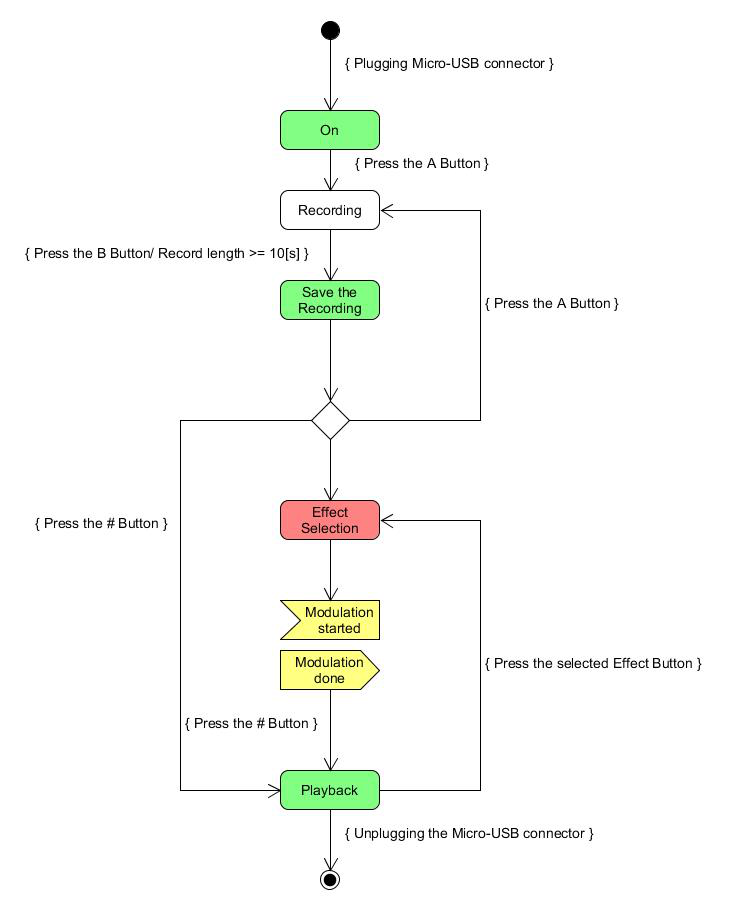 { Plugging Micro-USB connector }
On
{ Press the A Button }
Recording
{ Press the B Button/ Record length >= 10[s] }
Save the
Recording
{ Press the A Button }
Effect
Selection
{ Press the # Button }
Modulation
started
Modulation
done
{ Press the selected Effect Button }
{ Press the # Button }
Playback
{ Unplugging the Micro-USB connector }